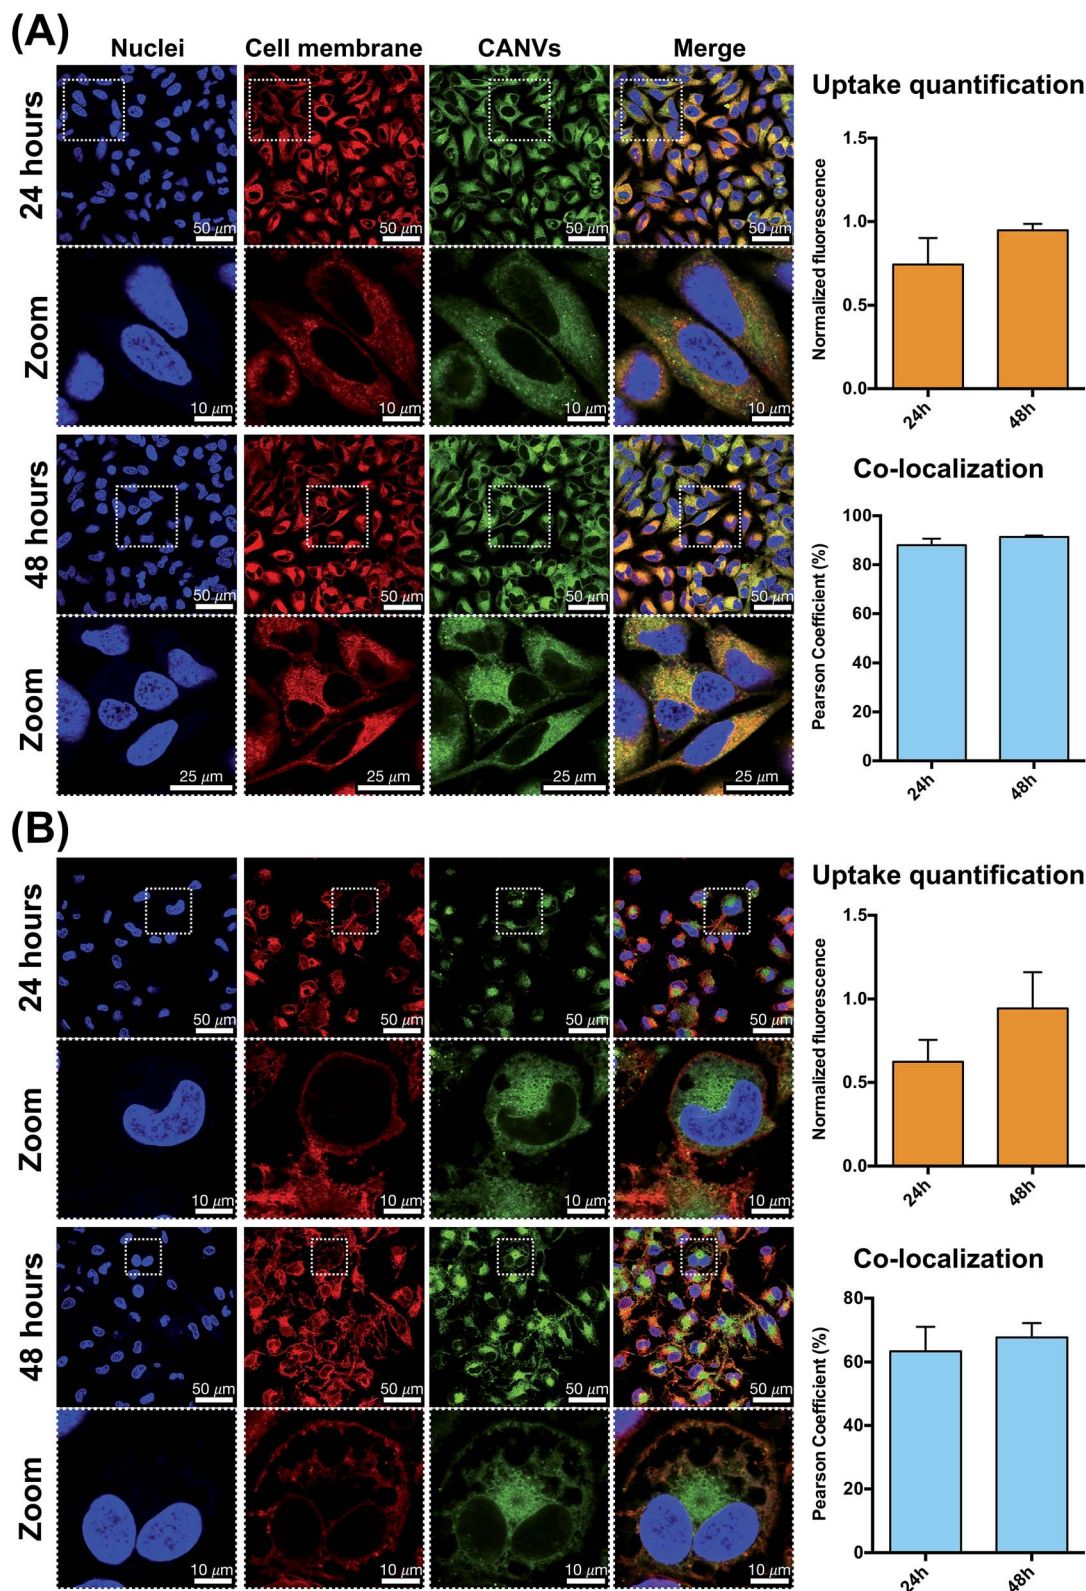 (A)
Nuclei
Cell membrane
CANVs
Merge
24 hours
50 μm
50 μm
50 μm
50 μm
Zoom
10 μm
10 μm
10 μm
10 μm
48 hours
50 μm
50 μm
50 μm
50 μm
Zoom
25 μm
25 μm
25 μm
25 μm
Uptake quantification
Normalized fluorescence
1.5
1.0
0.5
0.0
24h
48h
Co-localization
Pearson Coefficient (%)
100
80
60
40
20
0
24h
48h
(B)
24 hours
50 μm
50 μm
50 μm
50 μm
Zoom
10 μm
10 μm
10 μm
10 μm
48 hours
50 μm
50 μm
50 μm
50 μm
Zoom
10 μm
10 μm
10 μm
10 μm
Uptake quantification
Normalized fluorescence
1.5
1.0
0.5
0.0
24h
48h
Co-localization
Pearson Coefficient (%)
80
60
40
20
0
24h
48h